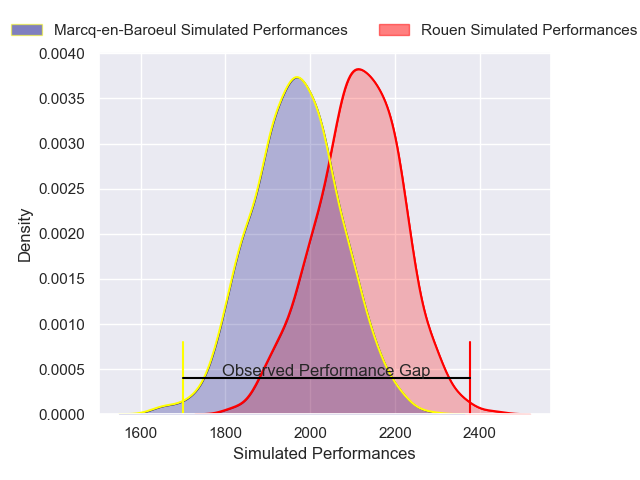 Marcq-en-Baroeul Simulated Performances
Rouen Simulated Performances
0.0040
0.0035
0.0030
0.0025
0.0020
0.0015
0.0010
0.0005
0.0000
Density
Observed Performance Gap
1600 1800 2000 2200 2400
Simulated Performances